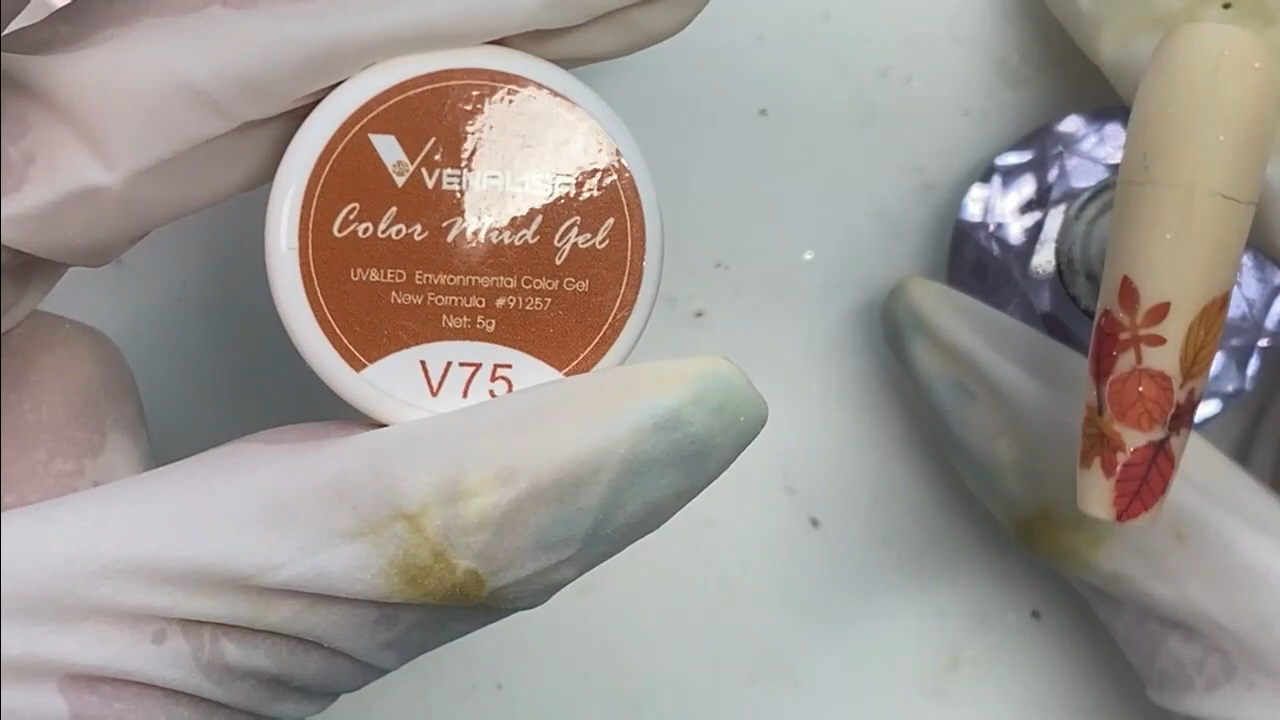 VENALISA
Color Mud Gel
UV&LED Environmental Color Gel
New Formula #91257
Net: 5g
V75